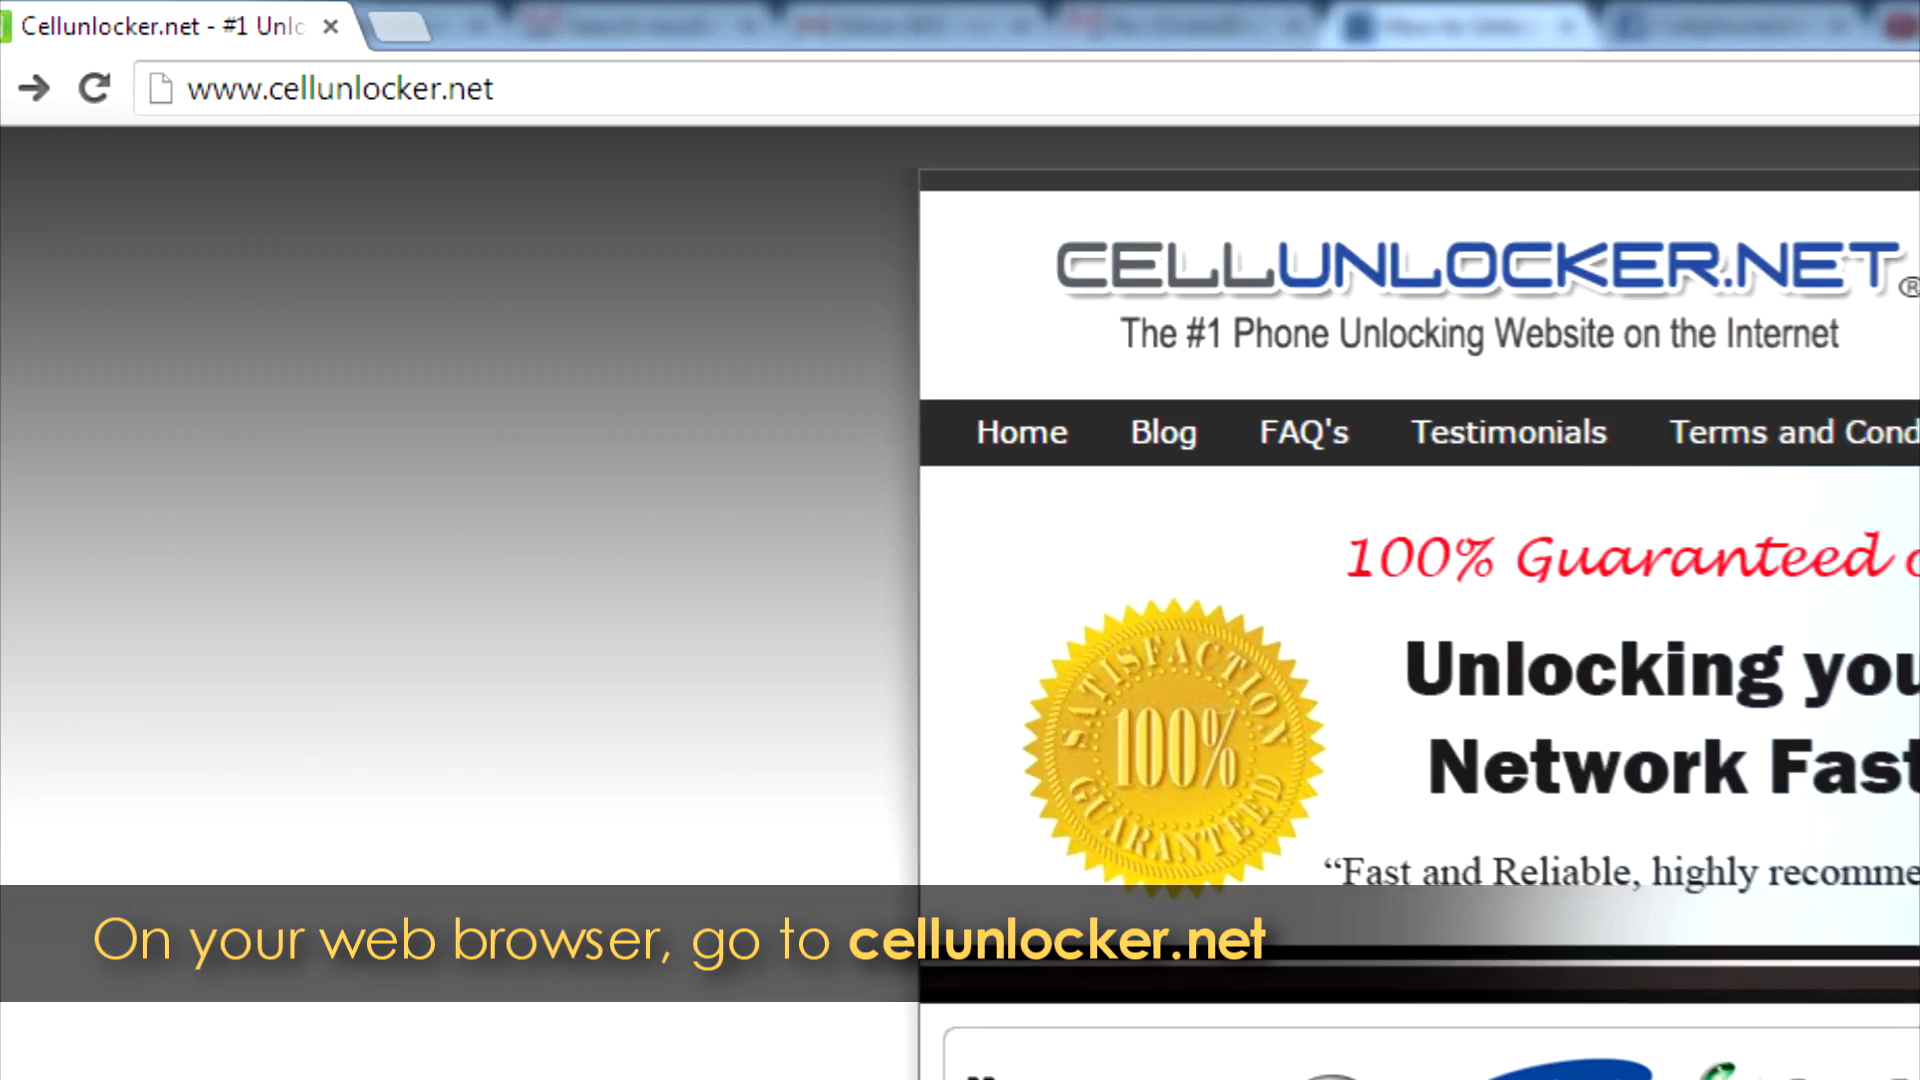 Cellunlocker.net - #1 Unlo
www.cellunlocker.net
CELLUNLOCKER.NET®
The #1 Phone Unlocking Website on the Internet
Home Blog FAQ's Testimonials Terms and Cond
100% Guaranteed
Unlocking you
Network Fast
SATISFACTION
100%
GUARANTEED
“Fast and Reliable, highly recomme
On your web browser, go to cellunlocker.net